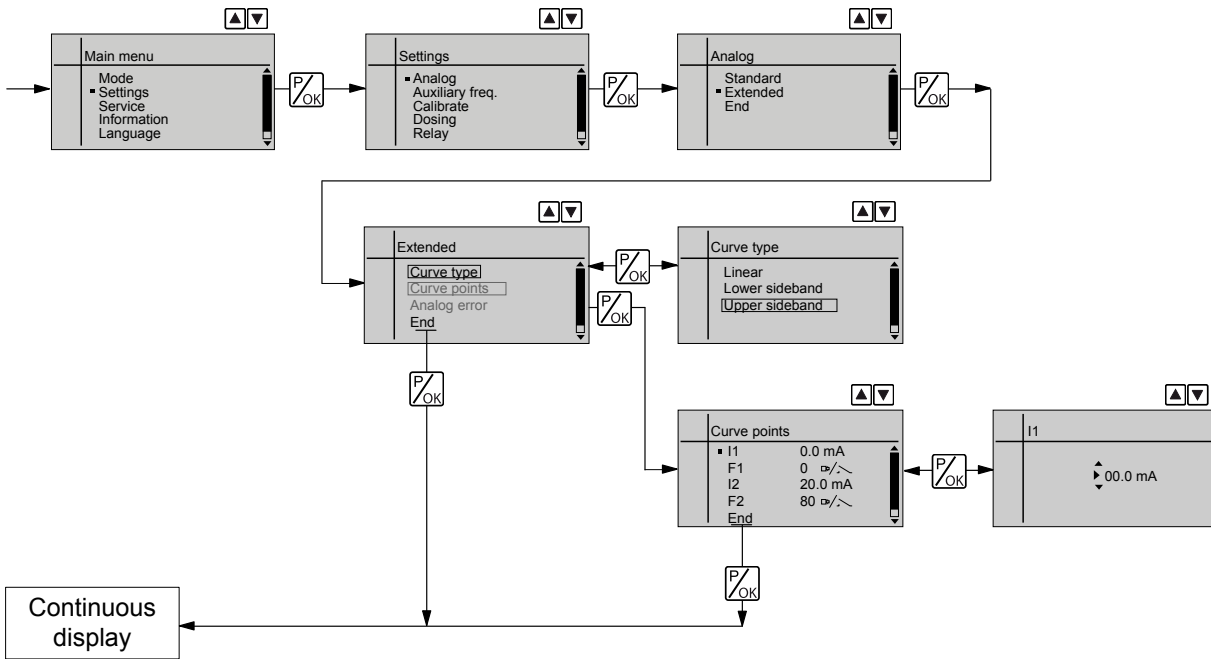 Main menu
Mode
Settings
Service
Information
Language
P/OK
Settings
Analog
Auxiliary freq.
Calibrate
Dosing
Relay
P/OK
Analog
Standard
Extended
End
P/OK
Extended
Curve type
Curve points
Analog error
End
P/OK
Curve type
Linear
Lower sideband
Upper sideband
P/OK
P/OK
Curve points
I1 0.0 mA
F1 0
I2 20.0 mA
F2 80
End
P/OK
I1
00.0 mA
P/OK
Continuous
display